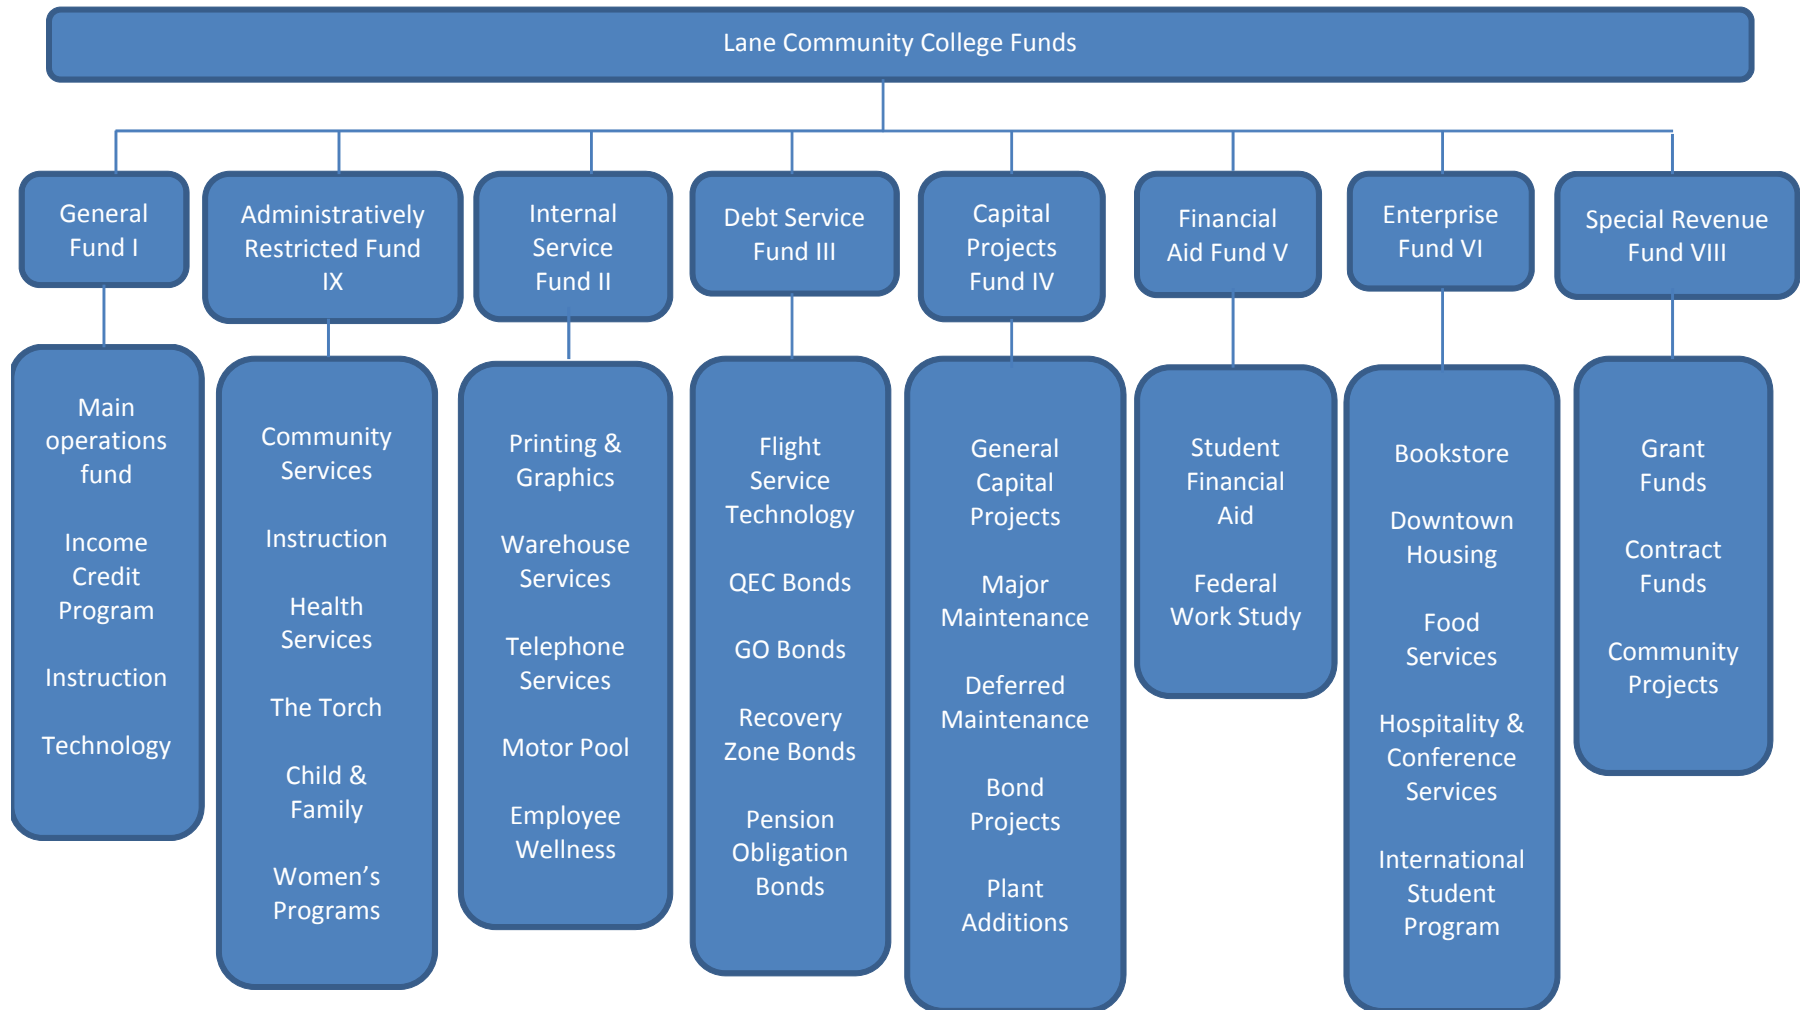 Lane Community College Funds
General
Fund I
Administratively
Restricted Fund
IX
Internal
Service
Fund II
Debt Service
Fund III
Capital
Projects
Fund IV
Financial
Aid Fund V
Enterprise
Fund VI
Special Revenue
Fund VIII
Main
operations
fund
Income
Credit
Program
Instruction
Technology
Community
Services
Instruction
Health
Services
The Torch
Child &
Family
Women’s
Programs
Printing &
Graphics
Warehouse
Services
Telephone
Services
Motor Pool
Employee
Wellness
Flight
Service
Technology
QEC Bonds
GO Bonds
Recovery
Zone Bonds
Pension
Obligation
Bonds
General
Capital
Projects
Major
Maintenance
Deferred
Maintenance
Bond
Projects
Plant
Additions
Student
Financial
Aid
Federal
Work Study
Bookstore
Downtown
Housing
Food
Services
Hospitality &
Conference
Services
International
Student
Program
Grant
Funds
Contract
Funds
Community
Projects